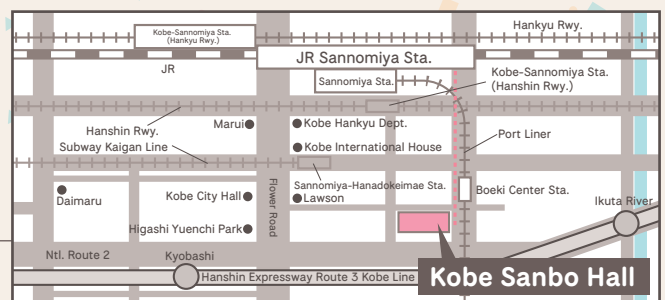 Hankyu Rwy.
Kobe-Sannomiya Sta.
(Hankyu Rwy.)
JR Sannomiya Sta.
JR
Sannomiya Sta.
Kobe-Sannomiya Sta.
(Hanshin Rwy.)
Hanshin Rwy.
Marui
Kobe Hankyu Dept.
Port Liner
Subway Kaigan Line
Kobe International House
Sannomiya-Hanadokeimae Sta.
Daimaru
Kobe City Hall
Flower Road
Lawson
Boeki Center Sta.
Ikuta River
Higashi Yuenchi Park
Ntl. Route 2
Kyobashi
Hanshin Expressway Route 3 Kobe Line
Kobe Sanbo Hall